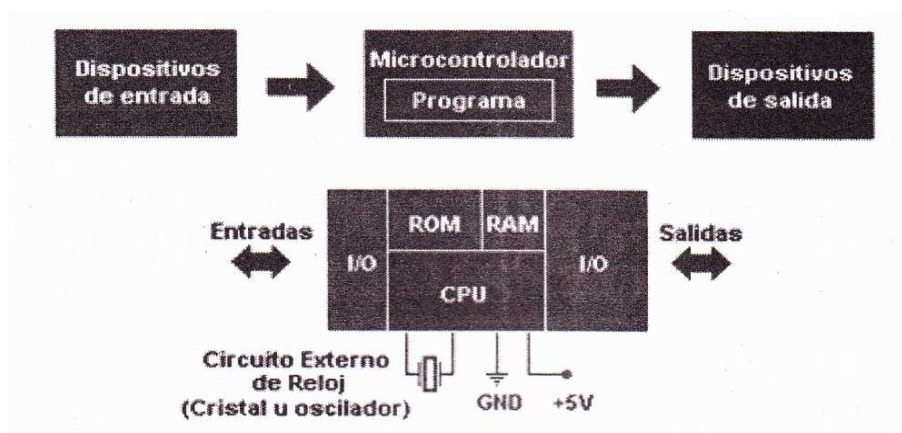 Dispositivos
de entrada
Microcontrolador
Programa
Dispositivos
de salida
Entradas
I/O
ROM
RAM
CPU
I/O
Salidas
Circuito Externo
de Reloj
(Cristal u oscilador)
GND
+5V